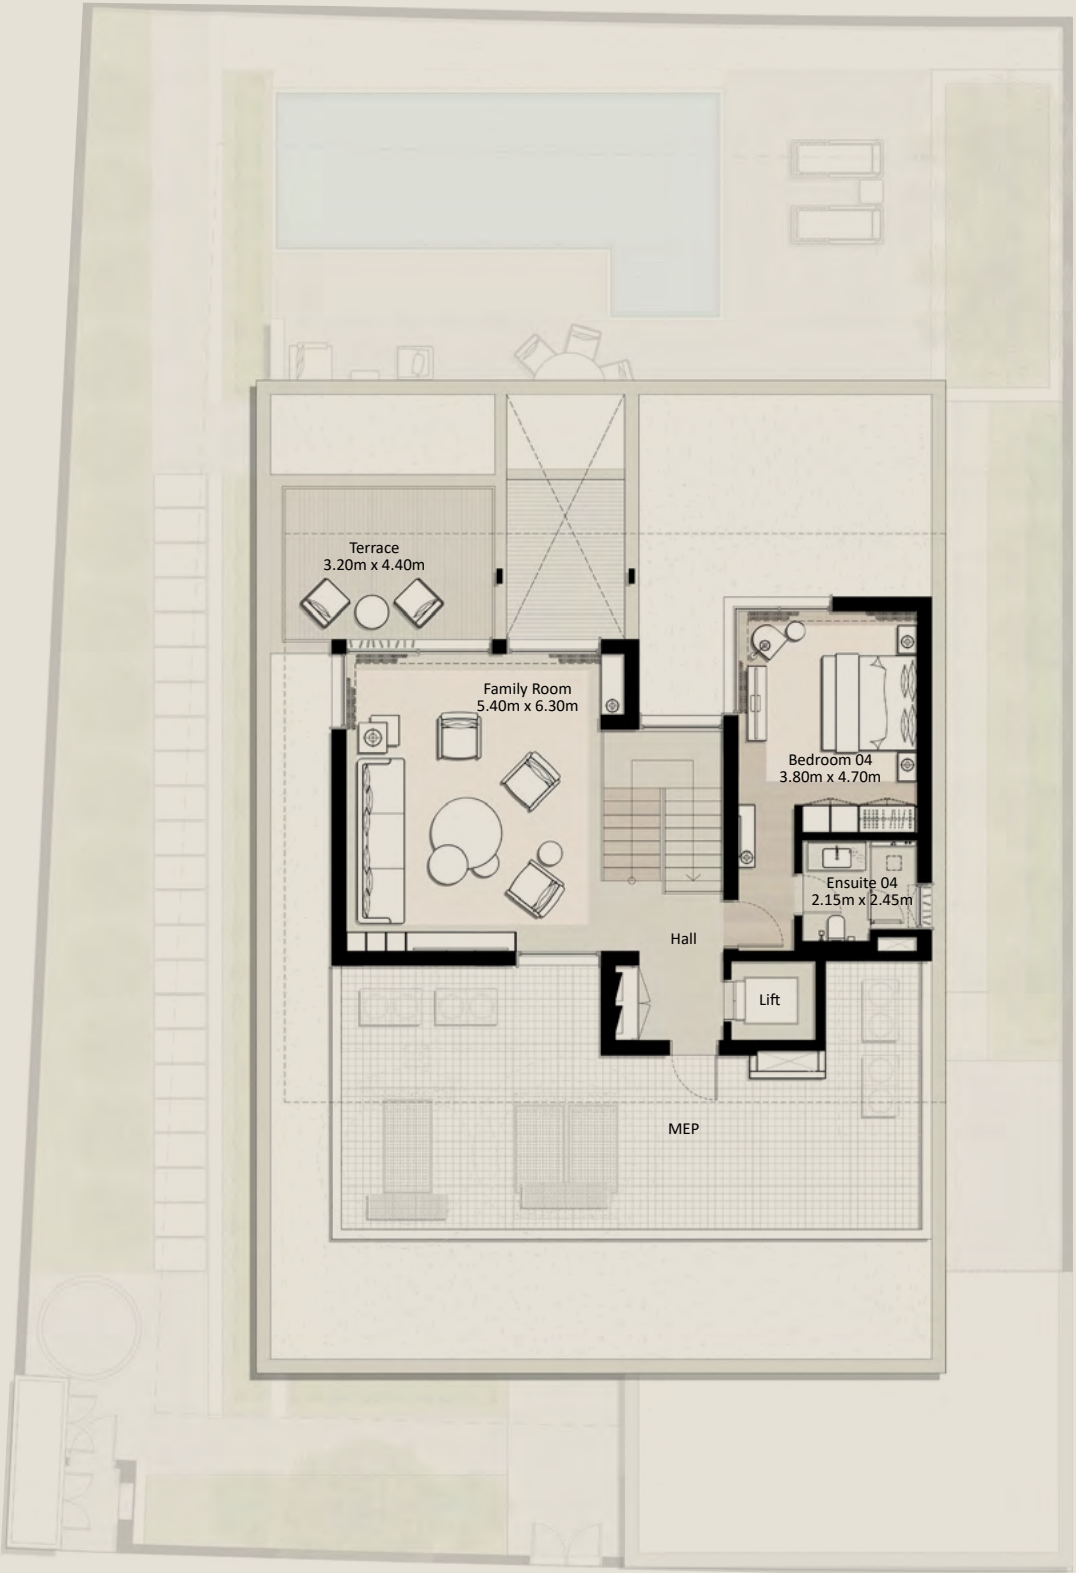 Terrace
3.20m x 4.40m
Family Room
5.40m x 6.30m
Bedroom 04
3.80m x 4.70m
Ensuite 04
2.15m x 2.45m
Hall
Lift
MEP